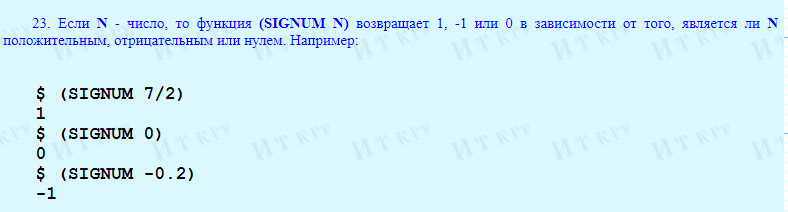 23. Если N - число, то функция (SIGNUM N) возвращает 1, -1 или 0 в зависимости от того, является ли N
положительным, отрицательным или нулем. Например:
$ (SIGNUM 7/2)
1
$ (SIGNUM 0)
0
$ (SIGNUM -0.2)
-1